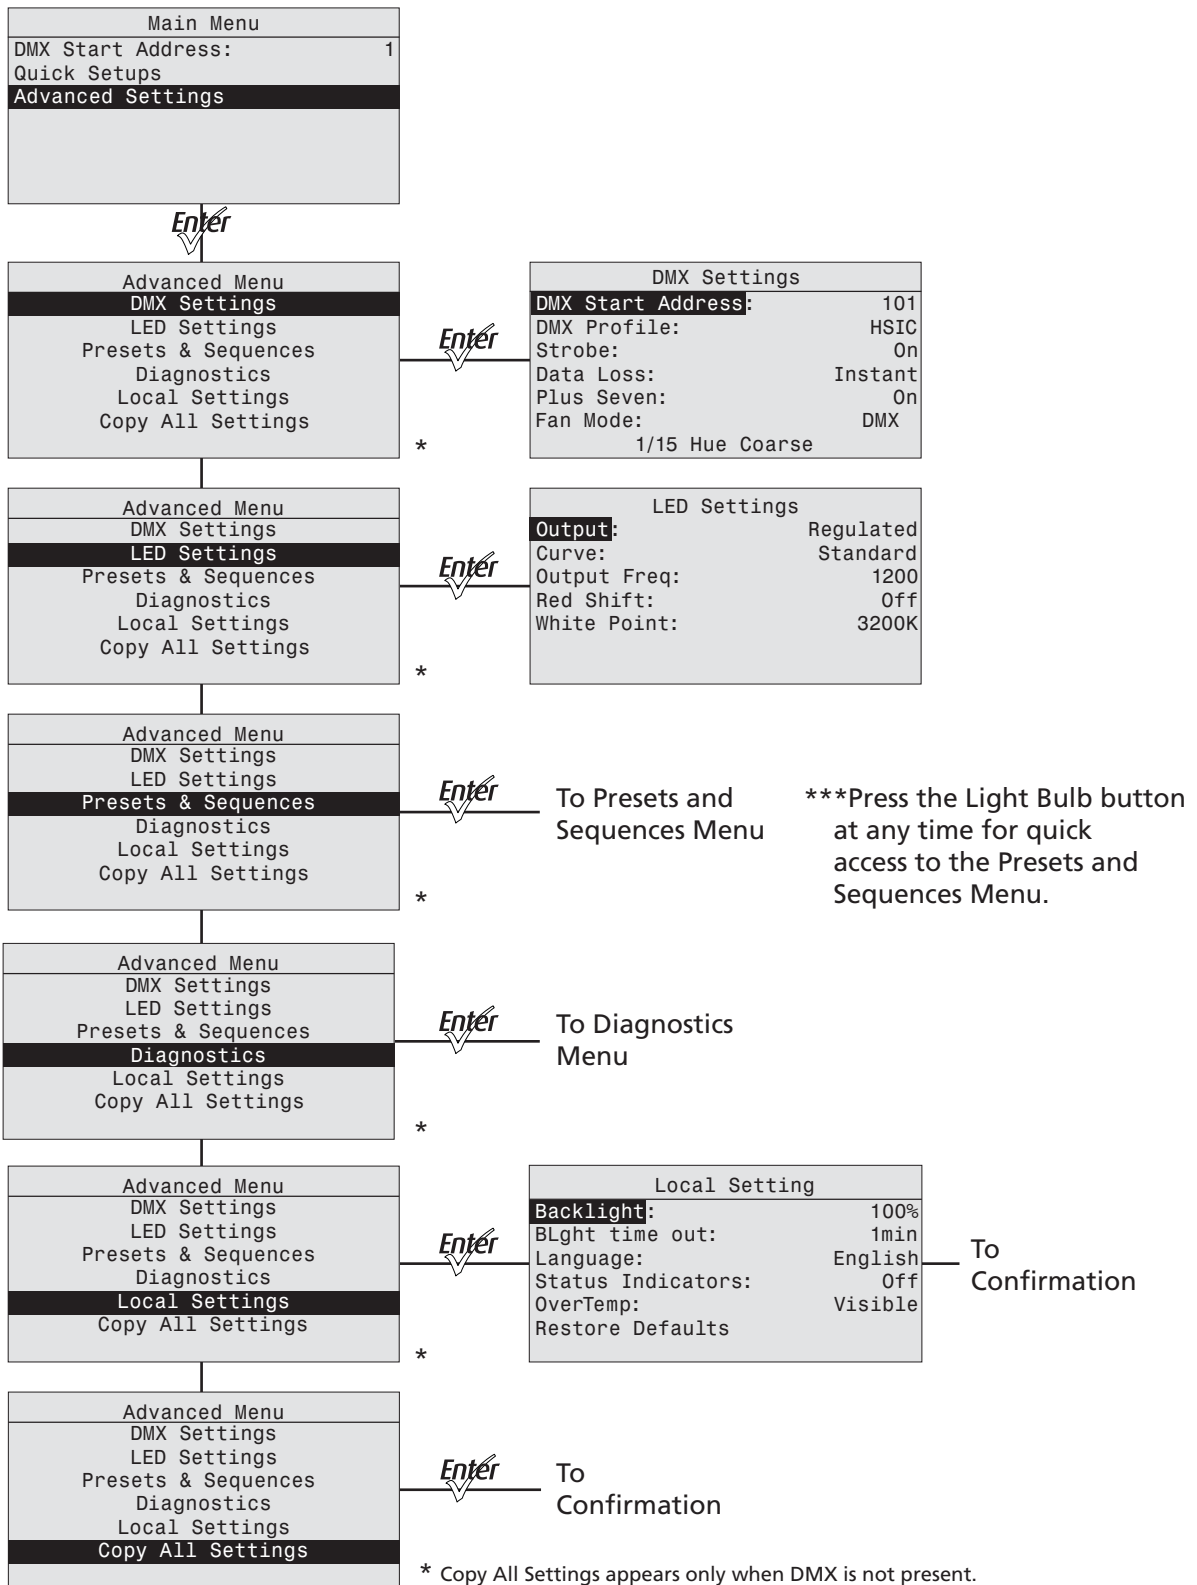 Main Menu
DMX Start Address: 1
Quick Setups
Advanced Settings
Enter
Advanced Menu
DMX Settings
LED Settings
Presets & Sequences
Diagnostics
Local Settings
Copy All Settings
*
Enter
DMX Settings
DMX Start Address: 101
DMX Profile: HSIC
Strobe: On
Data Loss: Instant
Plus Seven: On
Fan Mode: DMX
1/15 Hue Coarse
Advanced Menu
DMX Settings
LED Settings
Presets & Sequences
Diagnostics
Local Settings
Copy All Settings
*
Enter
LED Settings
Output: Regulated
Curve: Standard
Output Freq: 1200
Red Shift: Off
White Point: 3200K
Advanced Menu
DMX Settings
LED Settings
Presets & Sequences
Diagnostics
Local Settings
Copy All Settings
*
Enter
To Presets and
Sequences Menu
***Press the Light Bulb button
at any time for quick
access to the Presets and
Sequences Menu.
Advanced Menu
DMX Settings
LED Settings
Presets & Sequences
Diagnostics
Local Settings
Copy All Settings
*
Enter
To Diagnostics
Menu
Advanced Menu
DMX Settings
LED Settings
Presets & Sequences
Diagnostics
Local Settings
Copy All Settings
*
Enter
Local Setting
Backlight: 100%
BLght time out: 1min
Language: English
Status Indicators: Off
OverTemp: Visible
Restore Defaults
To
Confirmation
Advanced Menu
DMX Settings
LED Settings
Presets & Sequences
Diagnostics
Local Settings
Copy All Settings
Enter
To
Confirmation
* Copy All Settings appears only when DMX is not present.